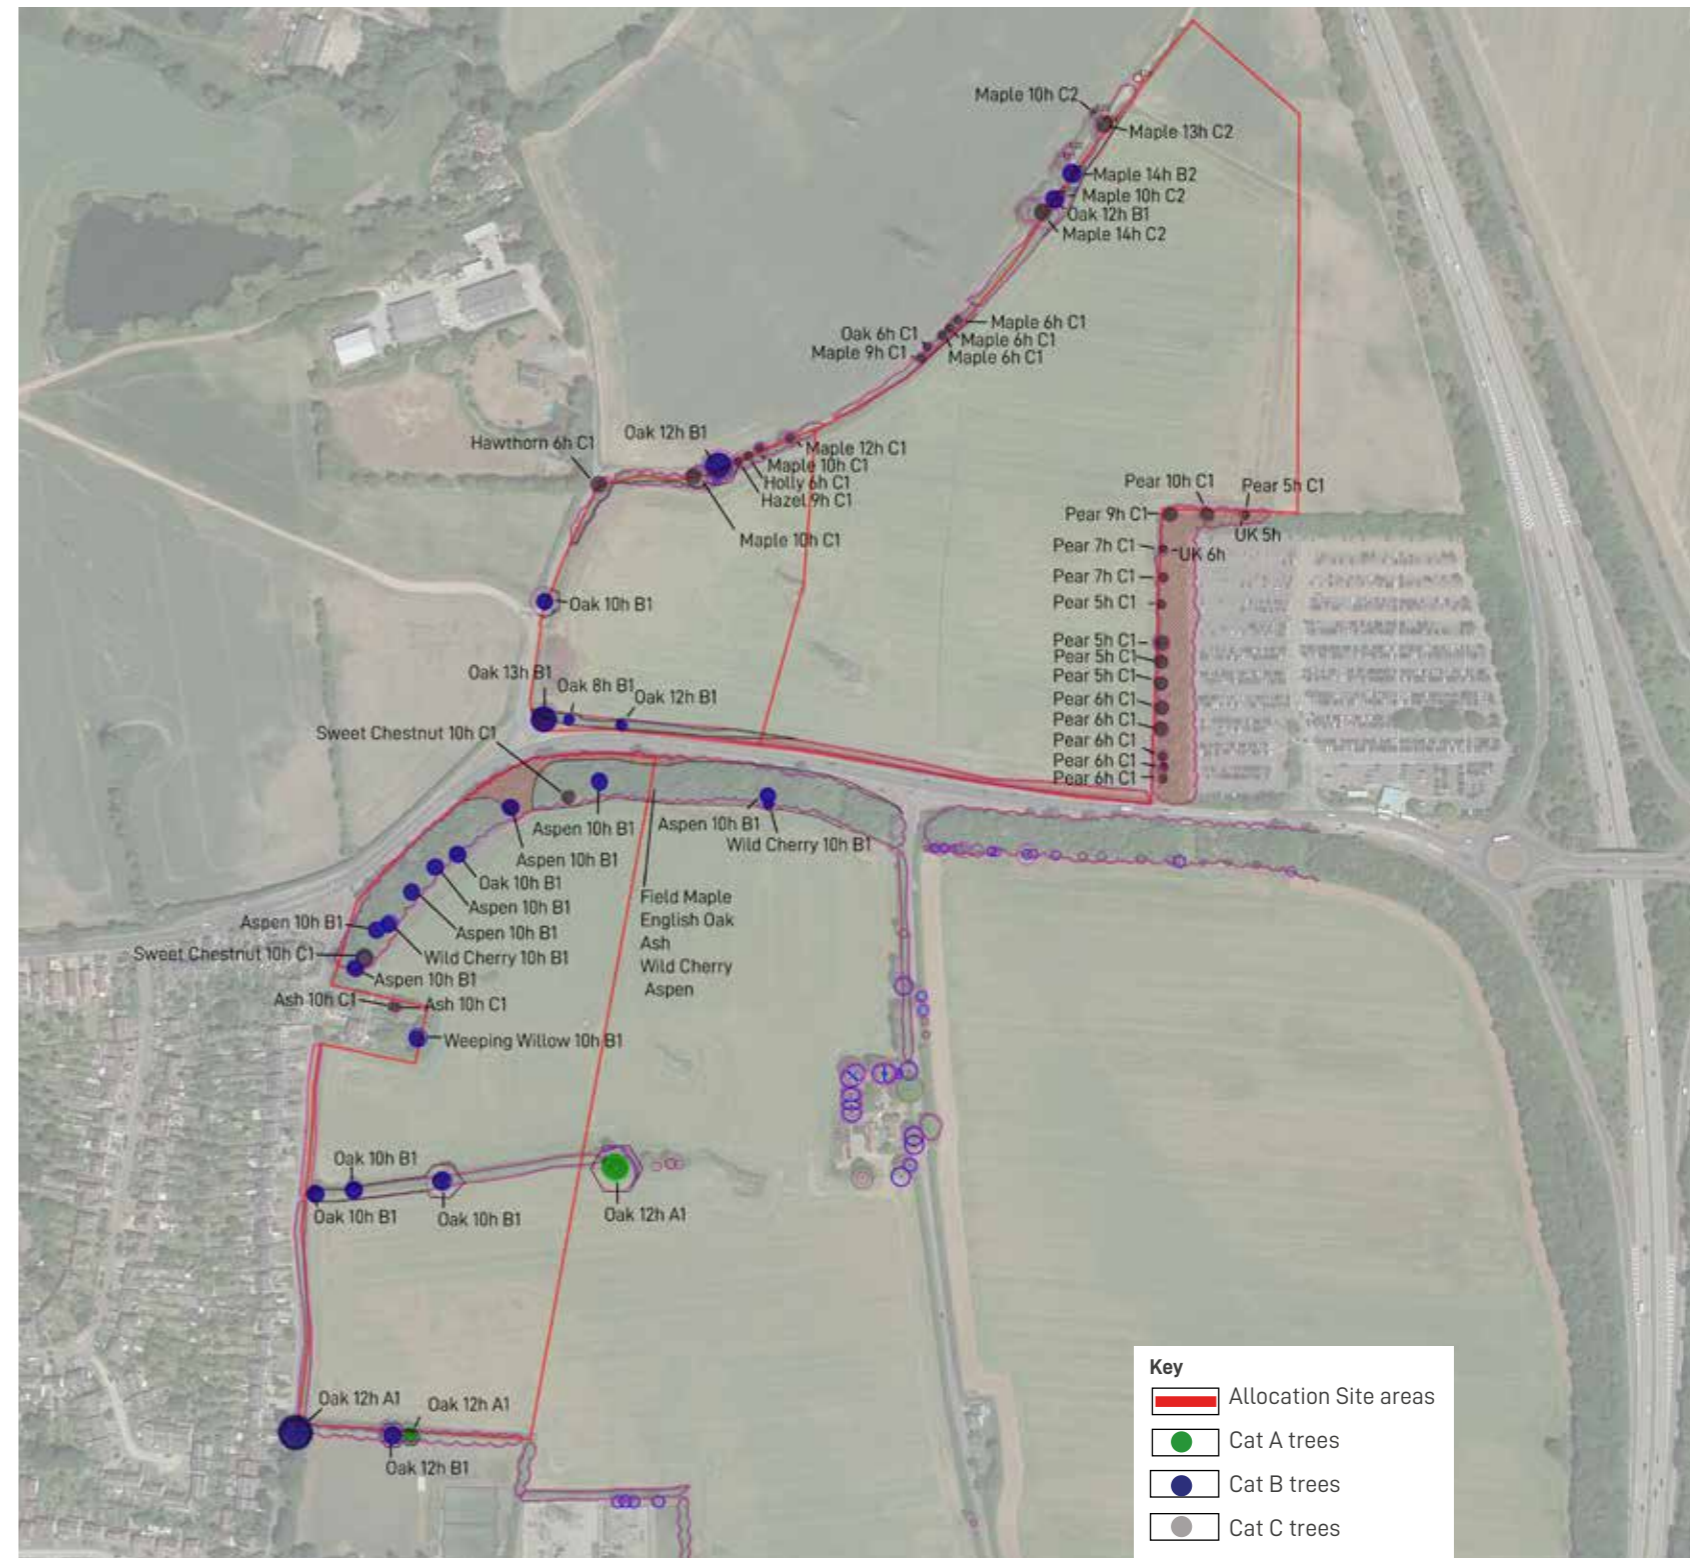 Maple 10h C2
Maple 13h C2
Maple 14h B2
Maple 10h C2
Oak 12h B1
Maple 14h C2
Maple 6h C1
Oak 6h C1
Maple 6h C1
Maple 9h C1
Maple 6h C1
Oak 12h B1
Hawthorn 6h C1
Maple 12h C1
Maple 10h C1
Holly 6h C1
Hazel 9h C1
Maple 10h C1
Pear 10h C1
Pear 5h C1
Pear 9h C1
UK 5h
Pear 7h C1
UK 6h
Pear 7h C1
Pear 5h C1
Pear 5h C1
Pear 5h C1
Pear 5h C1
Pear 6h C1
Pear 6h C1
Pear 6h C1
Pear 6h C1
Pear 6h C1
Oak 10h B1
Oak 13h B1
Oak 8h B1
Oak 12h B1
Sweet Chestnut 10h C1
Aspen 10h B1
Aspen 10h B1
Wild Cherry 10h B1
Aspen 10h B1
Oak 10h B1
Aspen 10h B1
Aspen 10h B1
Aspen 10h B1
Wild Cherry 10h B1
Sweet Chestnut 10h C1
Aspen 10h B1
Ash 10h C1
Ash 10h C1
Weeping Willow 10h B1
Field Maple
English Oak
Ash
Wild Cherry
Aspen
Oak 10h B1
Oak 10h B1
Oak 10h B1
Oak 12h A1
Oak 12h A1
Oak 12h A1
Oak 12h B1
Key
Allocation Site areas
Cat A trees
Cat B trees
Cat C trees